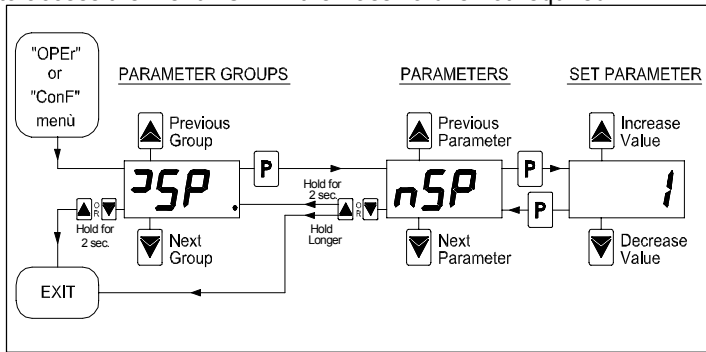 "OPEr"
or
"ConF"
menù
PARAMETER GROUPS
PARAMETERS
SET PARAMETER
Previous
Group
P
Previous
Parameter
P
Increase
Value
SP.
Hold for
2 sec.
OR
nSP
P
1
OR
Hold for
2 sec.
Next
Group
Hold
Longer
Next
Parameter
Decrease
Value
EXIT